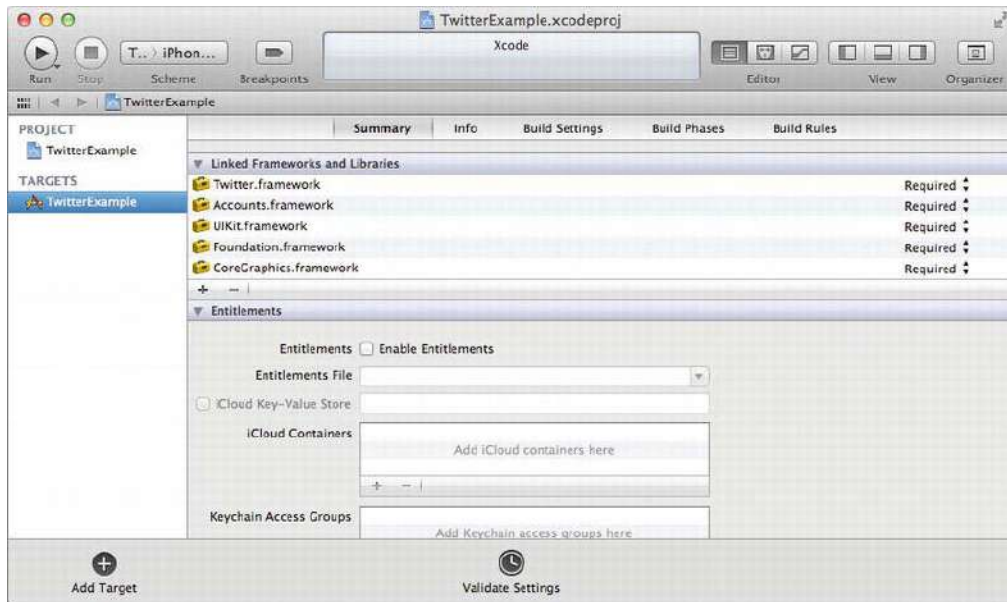 TwitterExample.xcodeproj
T... iPhon...
Xcode
Run Stop Scheme Breakpoints Editor View Organizer
TwitterExample
PROJECT
TwitterExample
TARGETS
TwitterExample
Summary Info Build Settings Build Phases Build Rules
Linked Frameworks and Libraries
Twitter.framework Required
Accounts.framework Required
UIKit.framework Required
Foundation.framework Required
CoreGraphics.framework Required
Entitlements
Entitlements Enable Entitlements
Entitlements File
iCloud Key-Value Store
iCloud Containers
Add iCloud containers here
Keychain Access Groups
Add Keychain access groups here
Add Target
Validate Settings